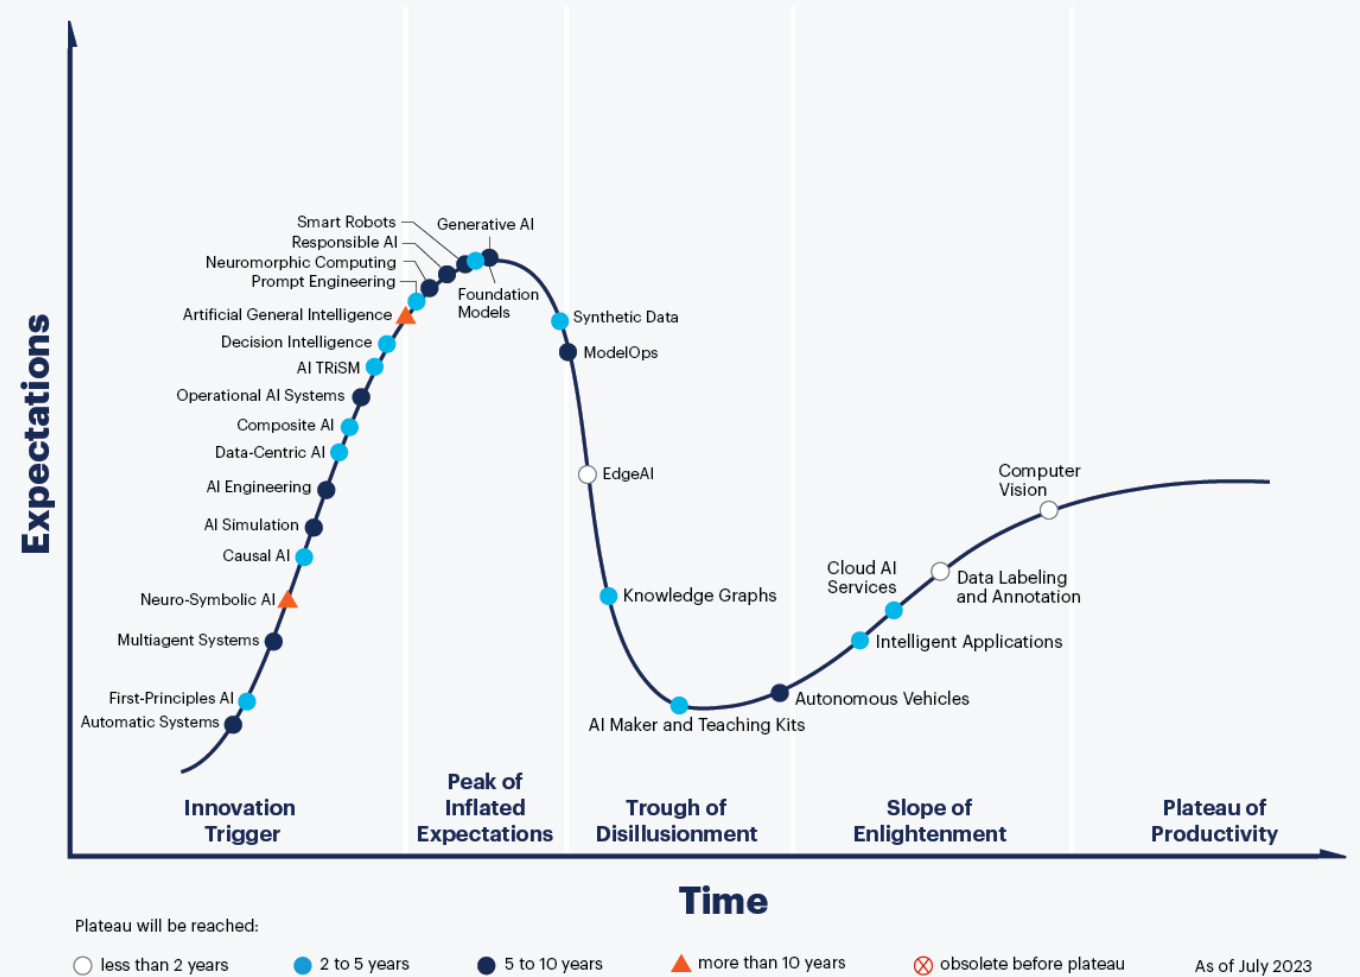 Expectations
Smart Robots
Generative AI
Responsible AI
Neuromorphic Computing
Prompt Engineering
Foundation
Models
Artificial General Intelligence
Synthetic Data
Decision Intelligence
ModelOps
AI TRiSM
Operational AI Systems
Composite AI
Data-Centric AI
EdgeAI
AI Engineering
AI Simulation
Causal AI
Neuro-Symbolic AI
Multiagent Systems
First-Principles AI
Automatic Systems
Knowledge Graphs
AI Maker and Teaching Kits
Autonomous Vehicles
Intelligent Applications
Cloud AI
Services
Data Labeling
and Annotation
Computer
Vision
Innovation
Trigger
Peak of
Inflated
Expectations
Trough of
Disillusionment
Slope of
Enlightenment
Plateau of
Productivity
Time
Plateau will be reached:
less than 2 years
2 to 5 years
5 to 10 years
more than 10 years
obsolete before plateau
As of July 2023